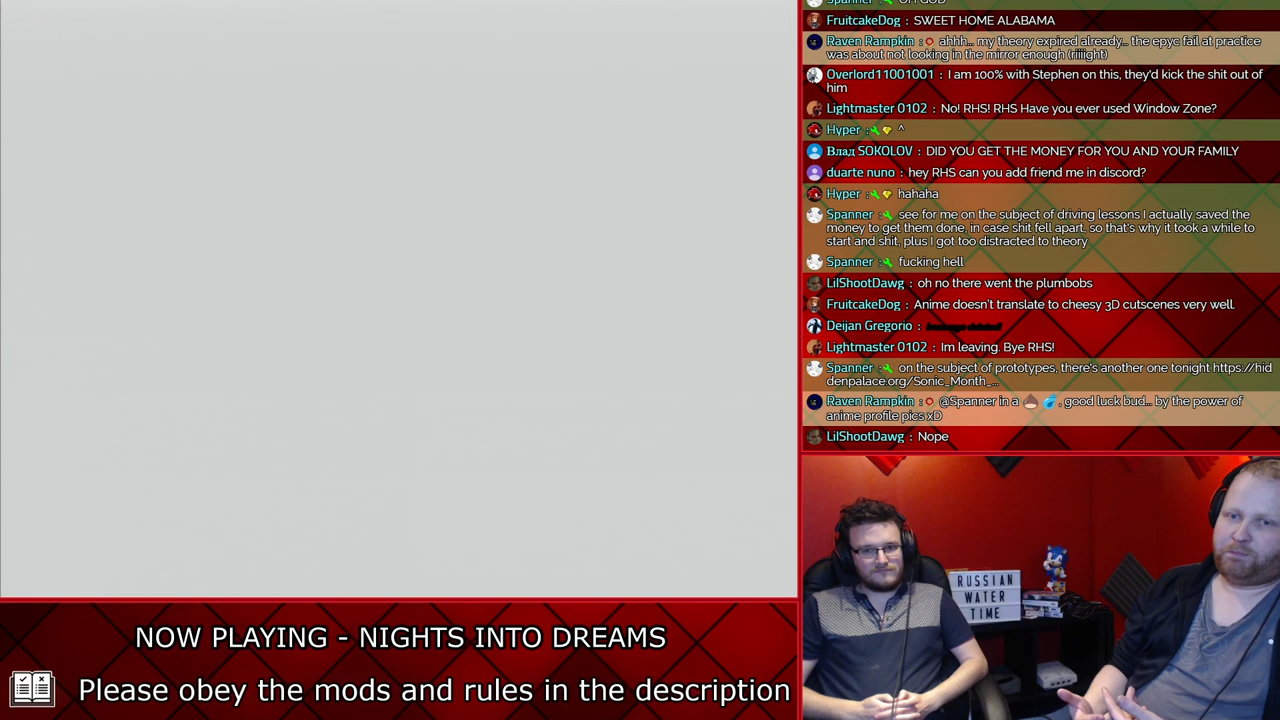 FruitcakeDog : SWEET HOME ALABAMA
Raven Rampkin : ahhh... my theory expired already... the epyc fail at practice
was about not looking in the mirror enough (riiiight)
Overlord11001001 : I am 100% with Stephen on this, they'd kick the shit out of
him
Lightmaster 0102 : No! RHS! RHS Have you ever used Window Zone?
Hyper : ^
Влад SOKOLOV : DID YOU GET THE MONEY FOR YOU AND YOUR FAMILY
duarte nuno : hey RHS can you add friend me in discord?
Hyper : hahaha
Spanner : see for me on the subject of driving lessons I actually saved the
money to get them done, in case shit fell apart, so that's why it took a while to
start and shit, plus I got too distracted to theory
Spanner : fucking hell
LilShootDawg : oh no there went the plumbobs
FruitcakeDog : Anime doesn't translate to cheesy 3D cutscenes very well.
Deijan Gregorio :
Lightmaster 0102 : Im leaving. Bye RHS!
Spanner : on the subject of prototypes, there's another one tonight https://hid
denpalace.org/Sonic_Month_...
Raven Rampkin : @Spanner in a , good luck bud... by the power of
anime profile pics xD
LilShootDawg : Nope
RUSSIAN
WATER
TIME
NOW PLAYING - NIGHTS INTO DREAMS
Please obey the mods and rules in the description